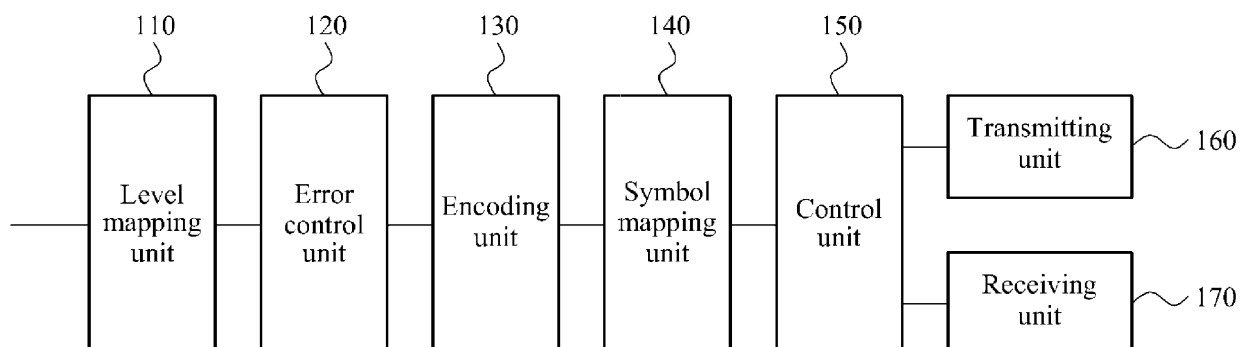 110
120
130
140
150
Level
mapping
unit
Error
control
unit
Encoding
unit
Symbol
mapping
unit
Control
unit
Transmitting
unit
160
Receiving
unit
170